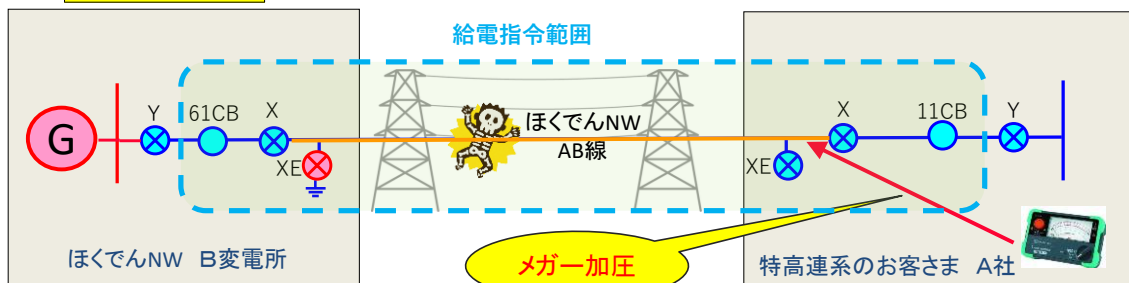 給電指令範囲
Y
61CB
X
G
XE
ほくでんNW
AB線
X
11CB
Y
XE
ほくでんNW B変電所
メガー加圧
特高連系のお客さま A社